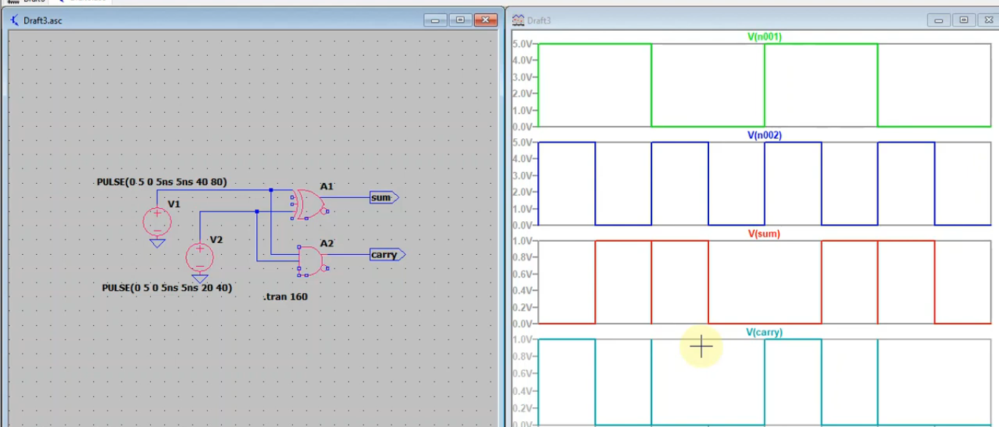 Draft3.asc
PULSE(0 5 0 5ns 5ns 40 80)
V1
A1
sum
V2
A2
carry
PULSE(0 5 0 5ns 5ns 20 40)
.tran 160
Draft3
V(n001)
5.0V
4.0V
3.0V
2.0V
1.0V
0.0V
V(n002)
5.0V
4.0V
3.0V
2.0V
1.0V
0.0V
V(sum)
1.0V
0.8V
0.6V
0.4V
0.2V
0.0V
V(carry)
1.0V
0.8V
0.6V
0.4V
0.2V
0.0V